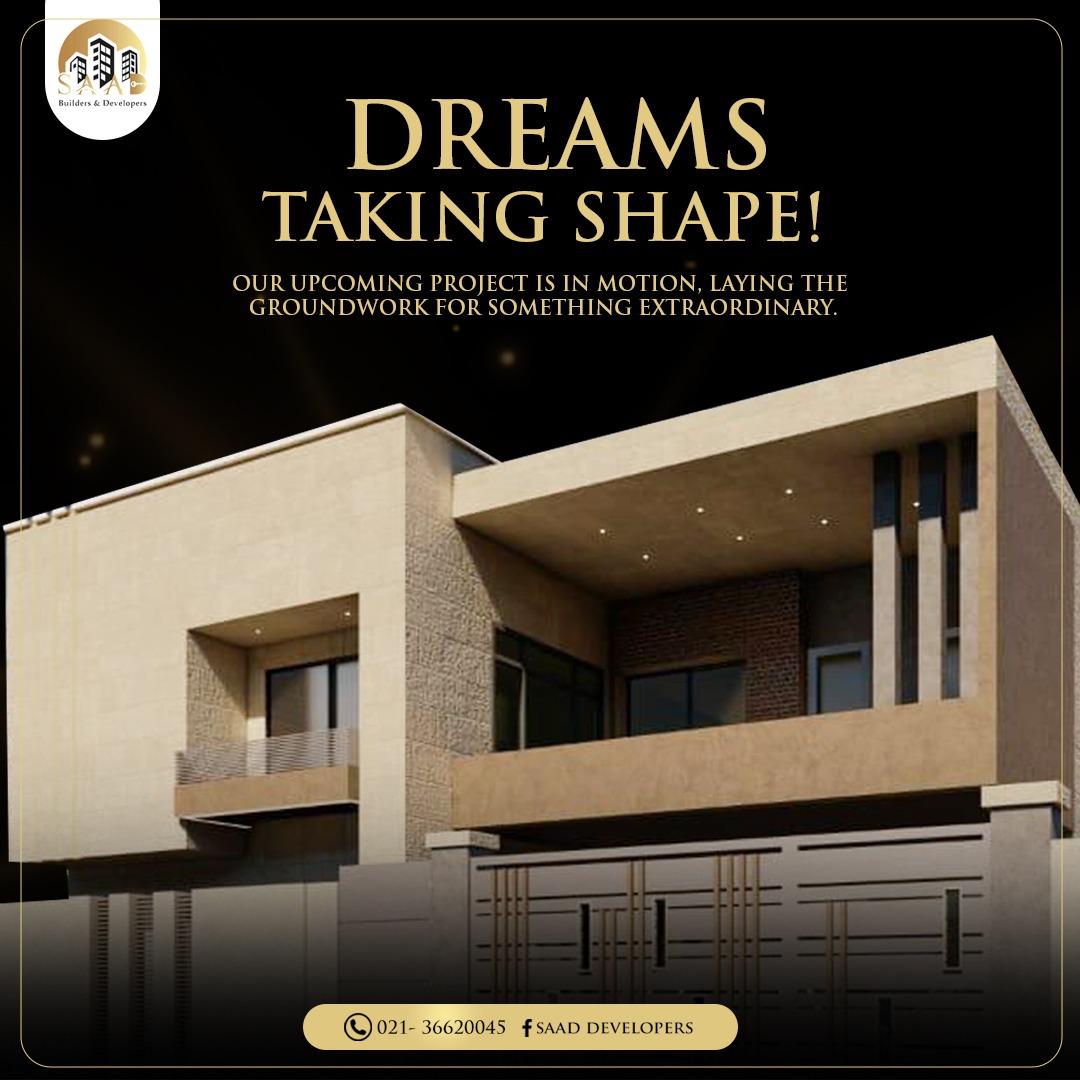 SAAD
Builders & Developers
DREAMS
TAKING SHAPE!
OUR UPCOMING PROJECT IS IN MOTION, LAYING THE
GROUNDWORK FOR SOMETHING EXTRAORDINARY.
021- 36620045 f SAAD DEVELOPERS